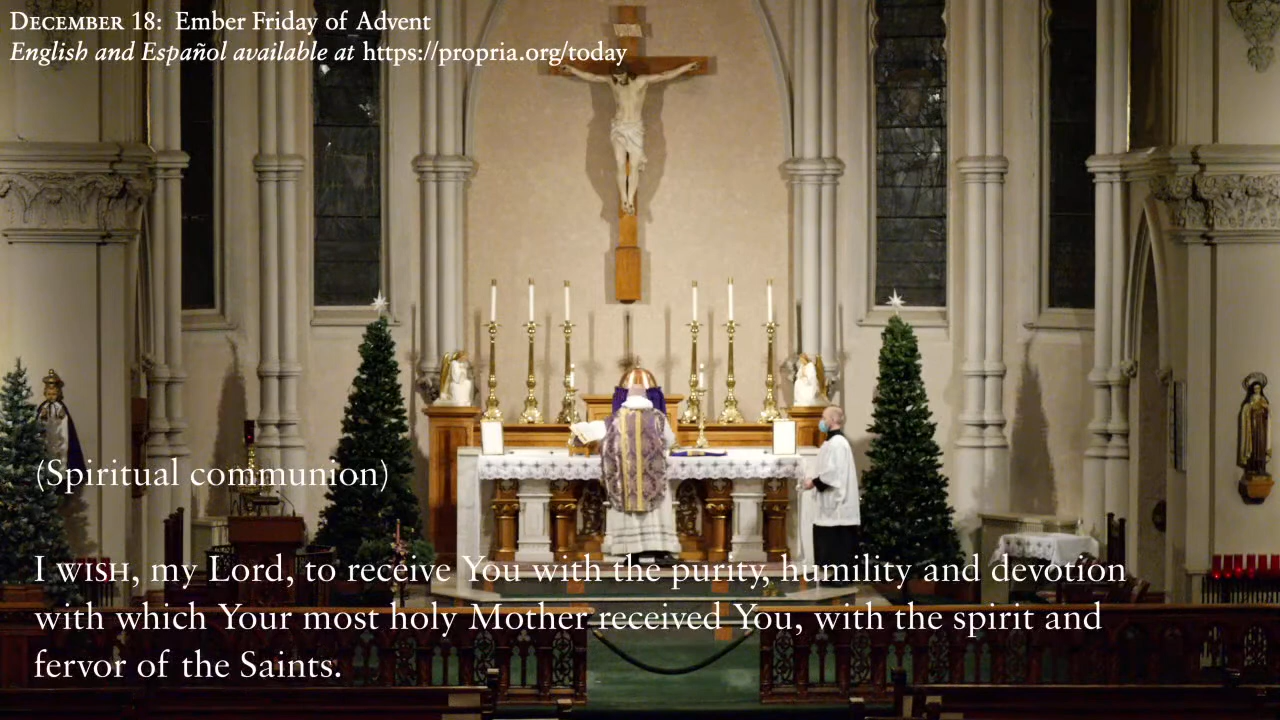 December 18: Ember Friday of Advent
English and Español available at https://propria.org/today
(Spiritual communion)
I wish, my Lord, to receive You with the purity, humility and devotion
with which Your most holy Mother received You, with the spirit and
fervor of the Saints.